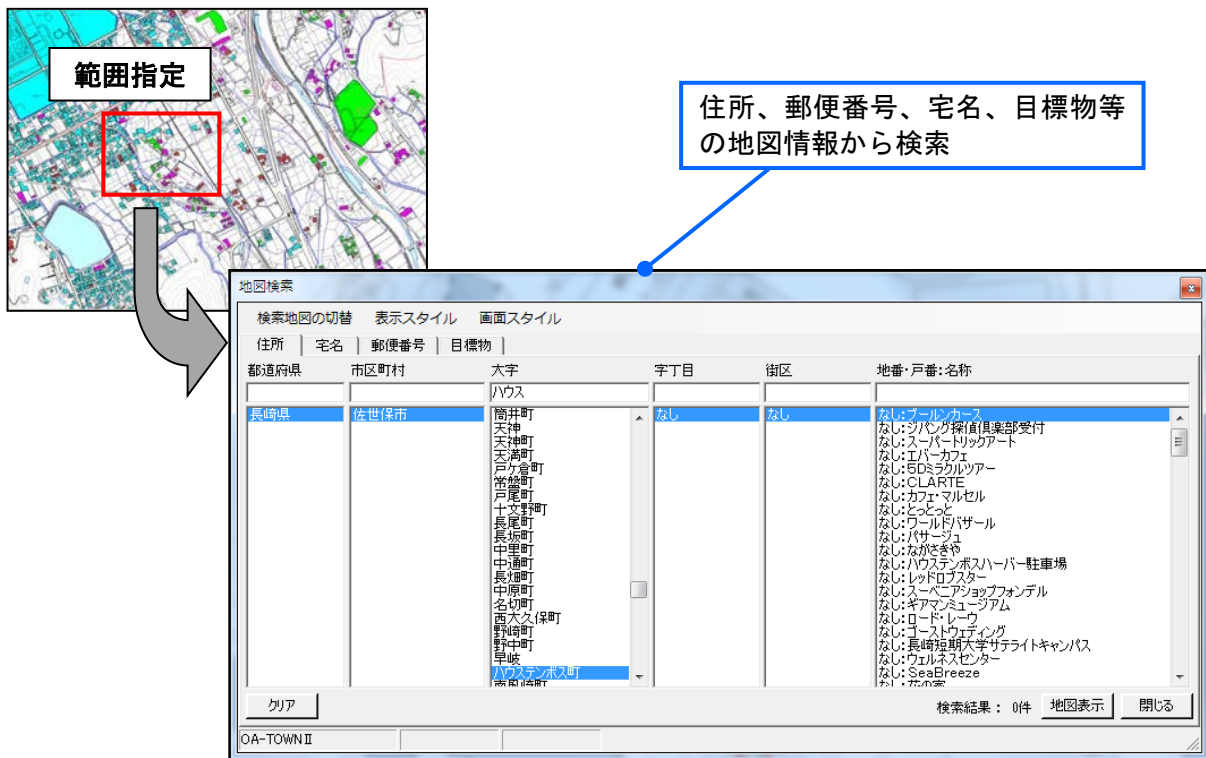 範囲指定
住所、郵便番号、宅名、目標物等
の地図情報から検索
地図検索
検索地図の切替 表示スタイル 画面スタイル
住所 宅名 郵便番号 目標物
都道府県 市区町村 大字 字丁目 街区 地番・戸番:名称
ハウス
長崎県 佐世保市 なし なし
筒井町
天神
天神町
天満町
戸ケ倉町
常盤町
戸尾町
十文野町
長尾町
長坂町
中里町
中通町
長畑町
中原町
名切町
西大久保町
野崎町
野中町
早岐
ハウステンボス町
南風崎町
なし:ブールンカース
なし:ジパング探偵倶楽部受付
なし:スーパートリックアート
なし:エバーカフェ
なし:5Dミラクルツアー
なし:CLARTE
なし:カフェ・マルセル
なし:とっとっと
なし:ワールドバザール
なし:パサージュ
なし:ながさきや
なし:ハウステンボスハーバー駐車場
なし:レッドロブスター
なし:スーベニアショップフォンデル
なし:ギヤマンミュージアム
なし:ロード・レーウ
なし:ゴーストウェディング
なし:長崎短期大学サテライトキャンパス
なし:ウェルネスセンター
なし:SeaBreeze
なし:花の家
クリア 検索結果： 0件 地図表示 閉じる
OA-TOWNⅡ